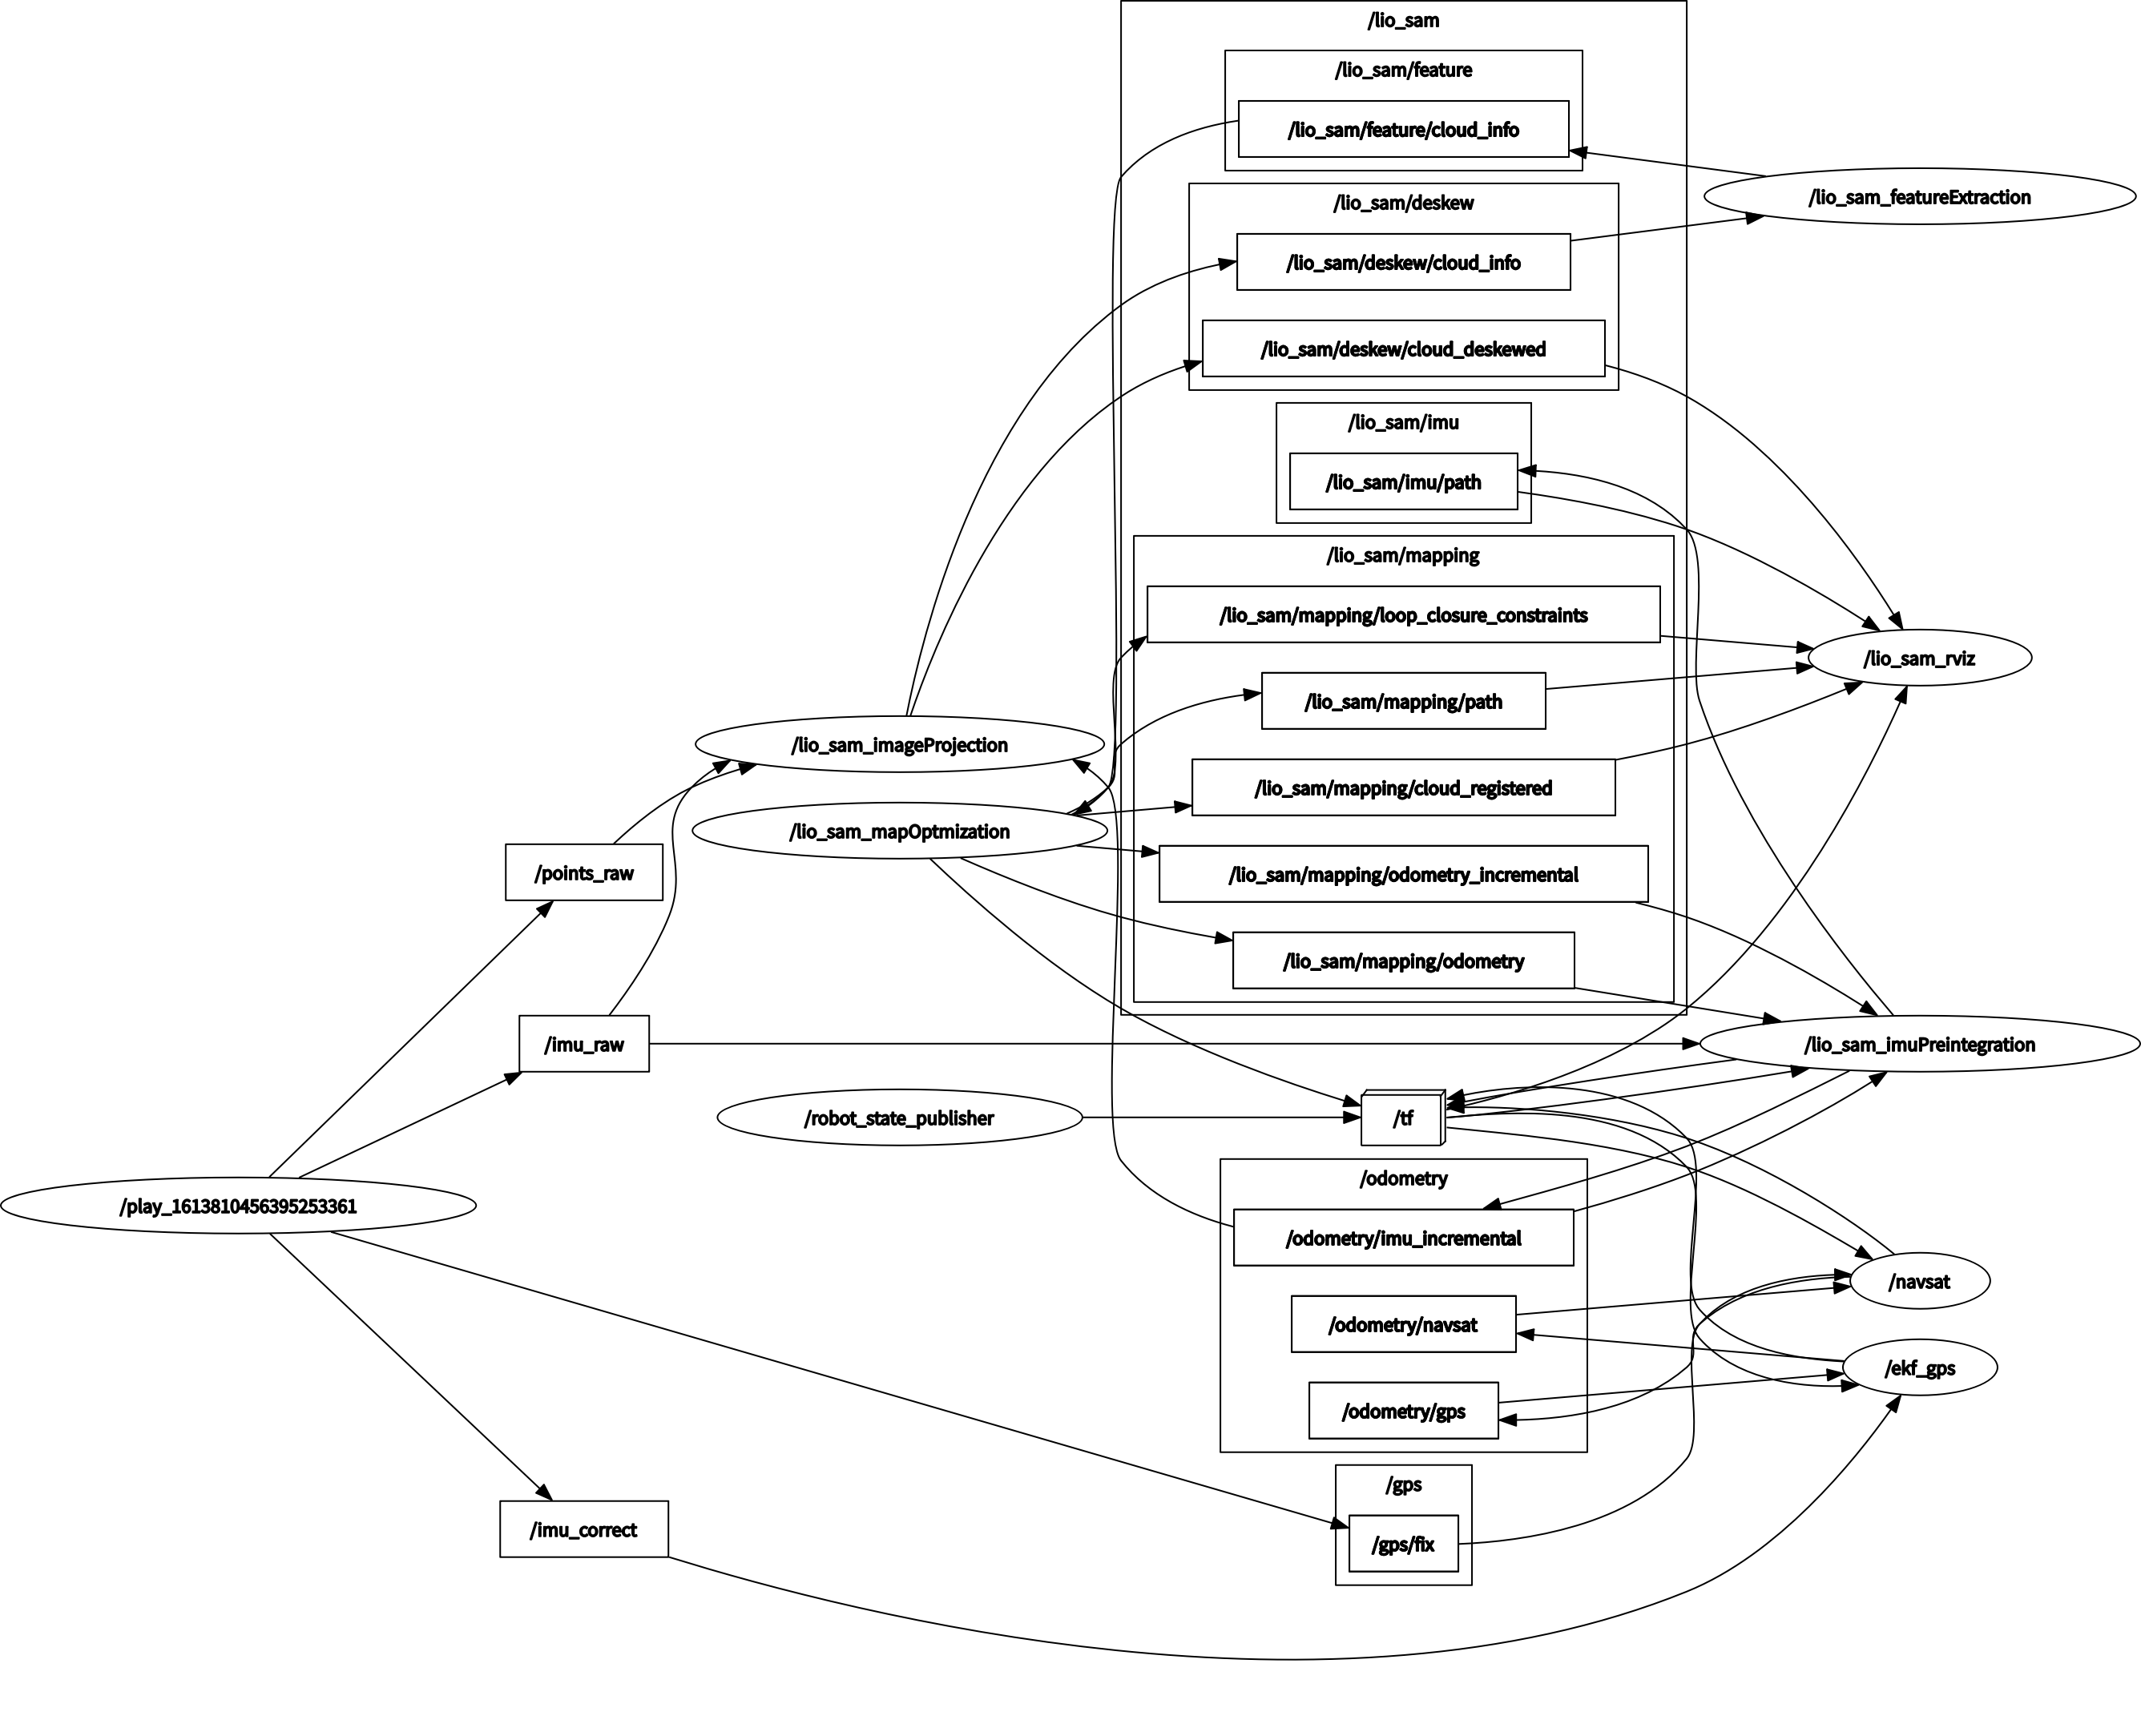 /lio_sam
/lio_sam/feature
/lio_sam/feature/cloud_info
/lio_sam_featureExtraction
/lio_sam/deskew
/lio_sam/deskew/cloud_info
/lio_sam/deskew/cloud_deskewed
/lio_sam/imu
/lio_sam/imu/path
/lio_sam/mapping
/lio_sam/mapping/loop_closure_constraints
/lio_sam_rviz
/lio_sam/mapping/path
/lio_sam_imageProjection
/lio_sam/mapping/cloud_registered
/lio_sam_mapOptmization
/points_raw
/lio_sam/mapping/odometry_incremental
/lio_sam/mapping/odometry
/imu_raw
/lio_sam_imuPreintegration
/robot_state_publisher
/tf
/odometry
/play_1613810456395253361
/odometry/imu_incremental
/navsat
/odometry/navsat
/ekf_gps
/odometry/gps
/gps
/imu_correct
/gps/fix